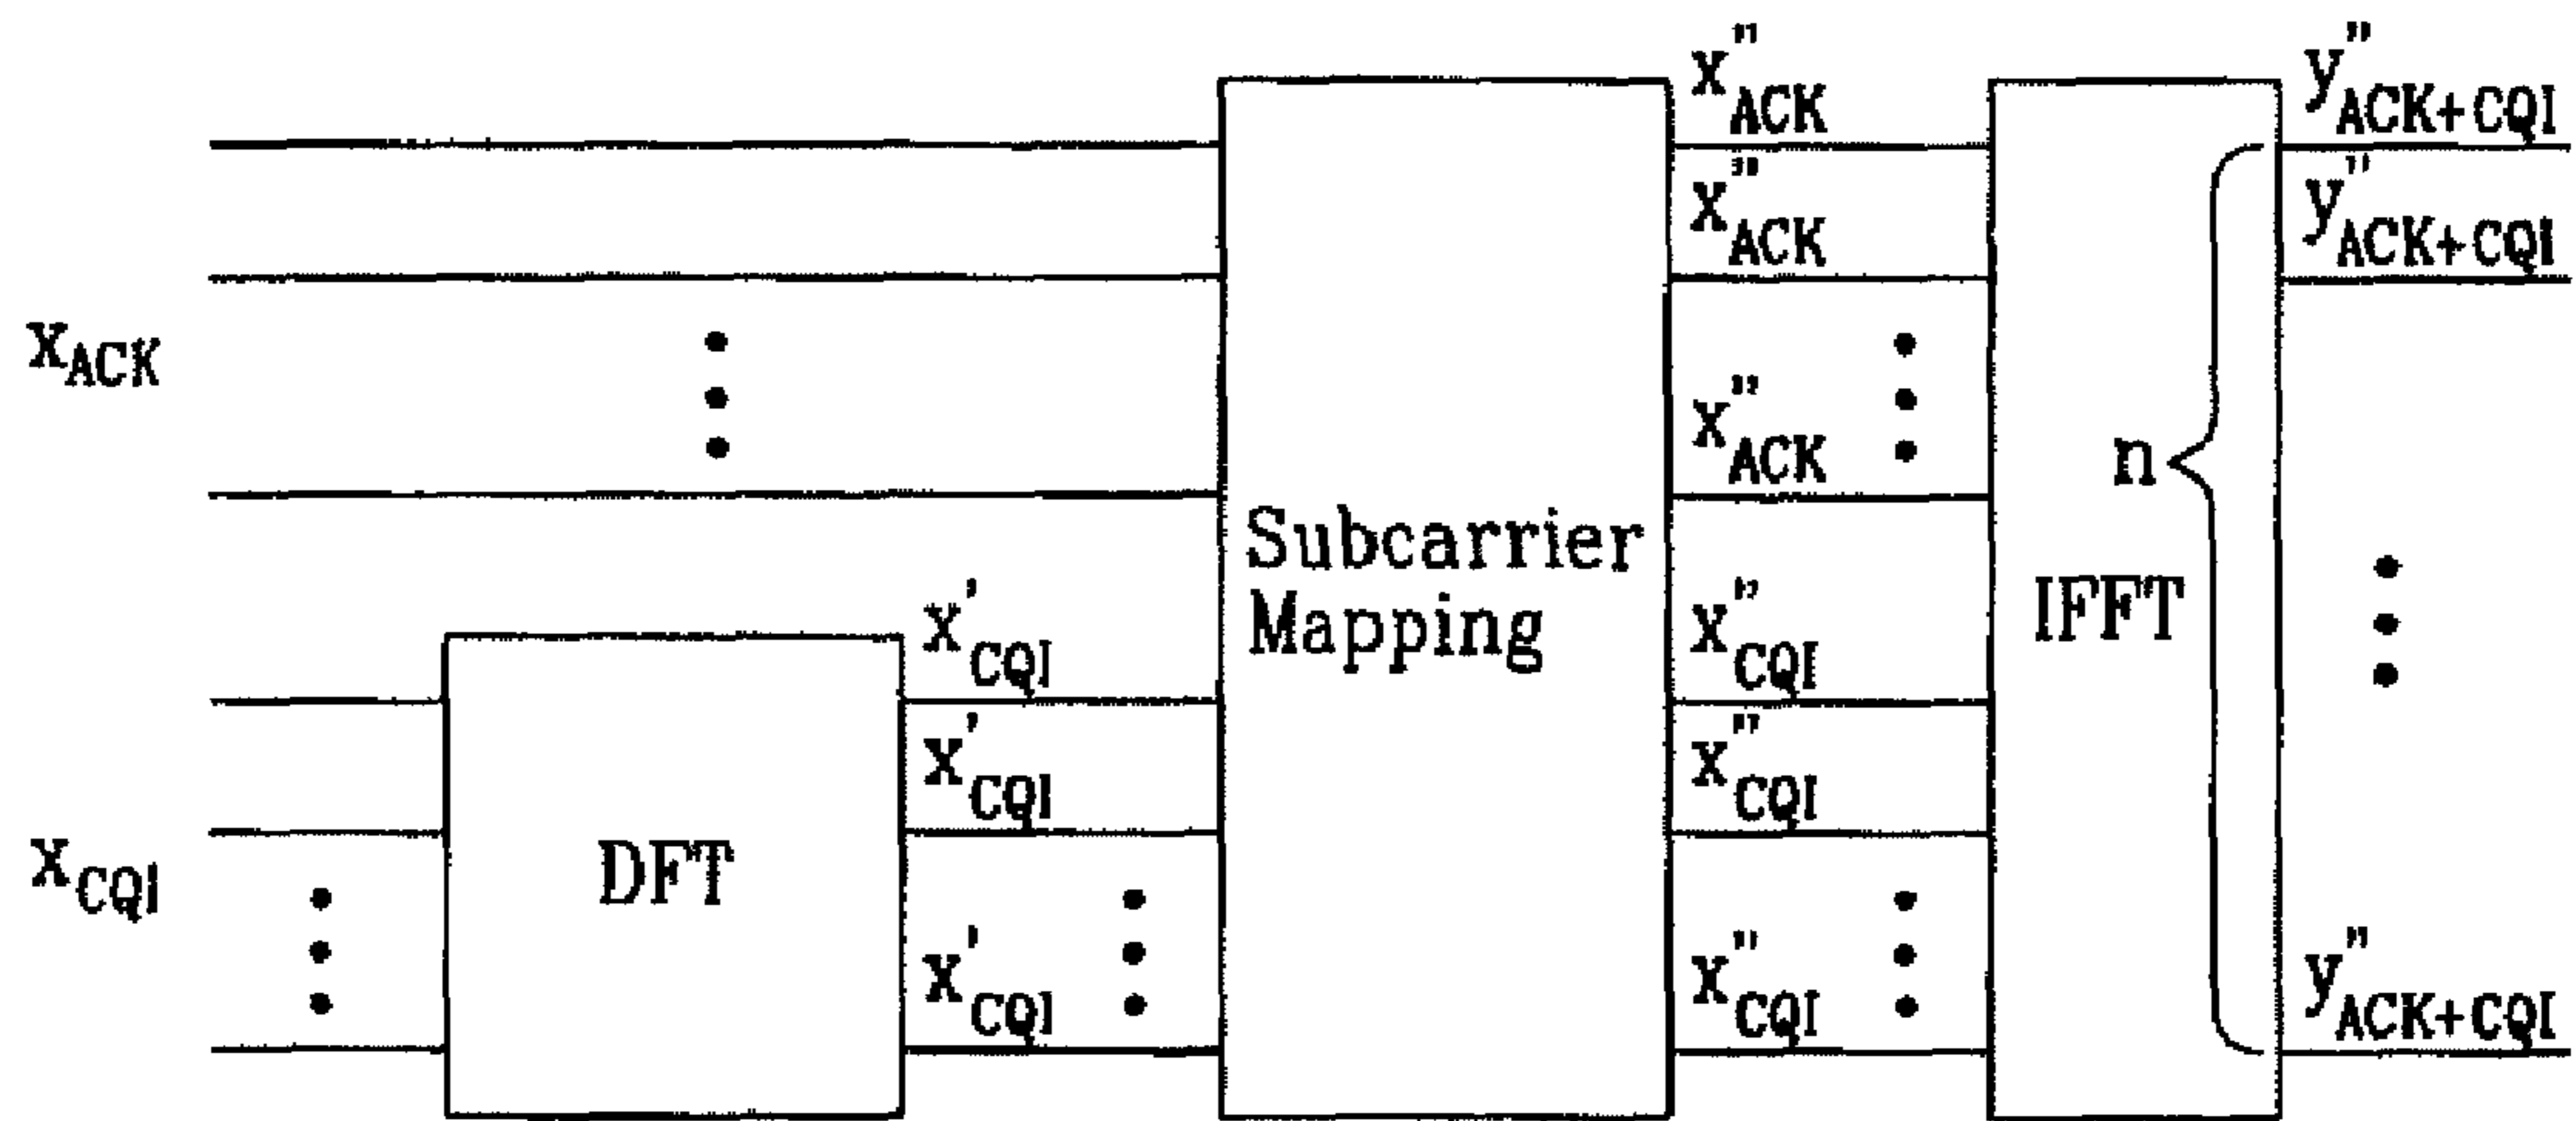 x"ACK
y"ACK+CQI
x"ACK
y"ACK+CQI
xACK
x"ACK
n
Subcarrier
Mapping
IFFT
x'CQI
x"CQI
x'CQI
x"CQI
xCQI
DFT
x'CQI
x"CQI
y"ACK+CQI